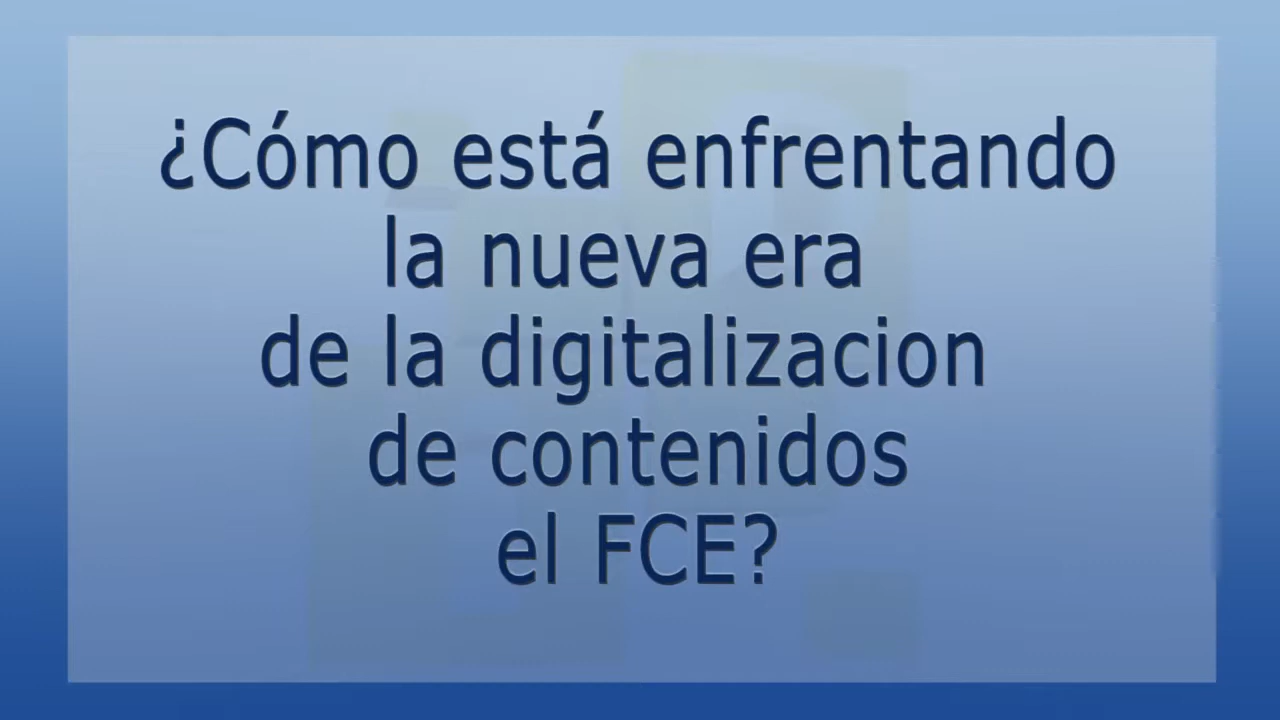 ¿Cómo está enfrentando
la nueva era
de la digitalizacion
de contenidos
el FCE?